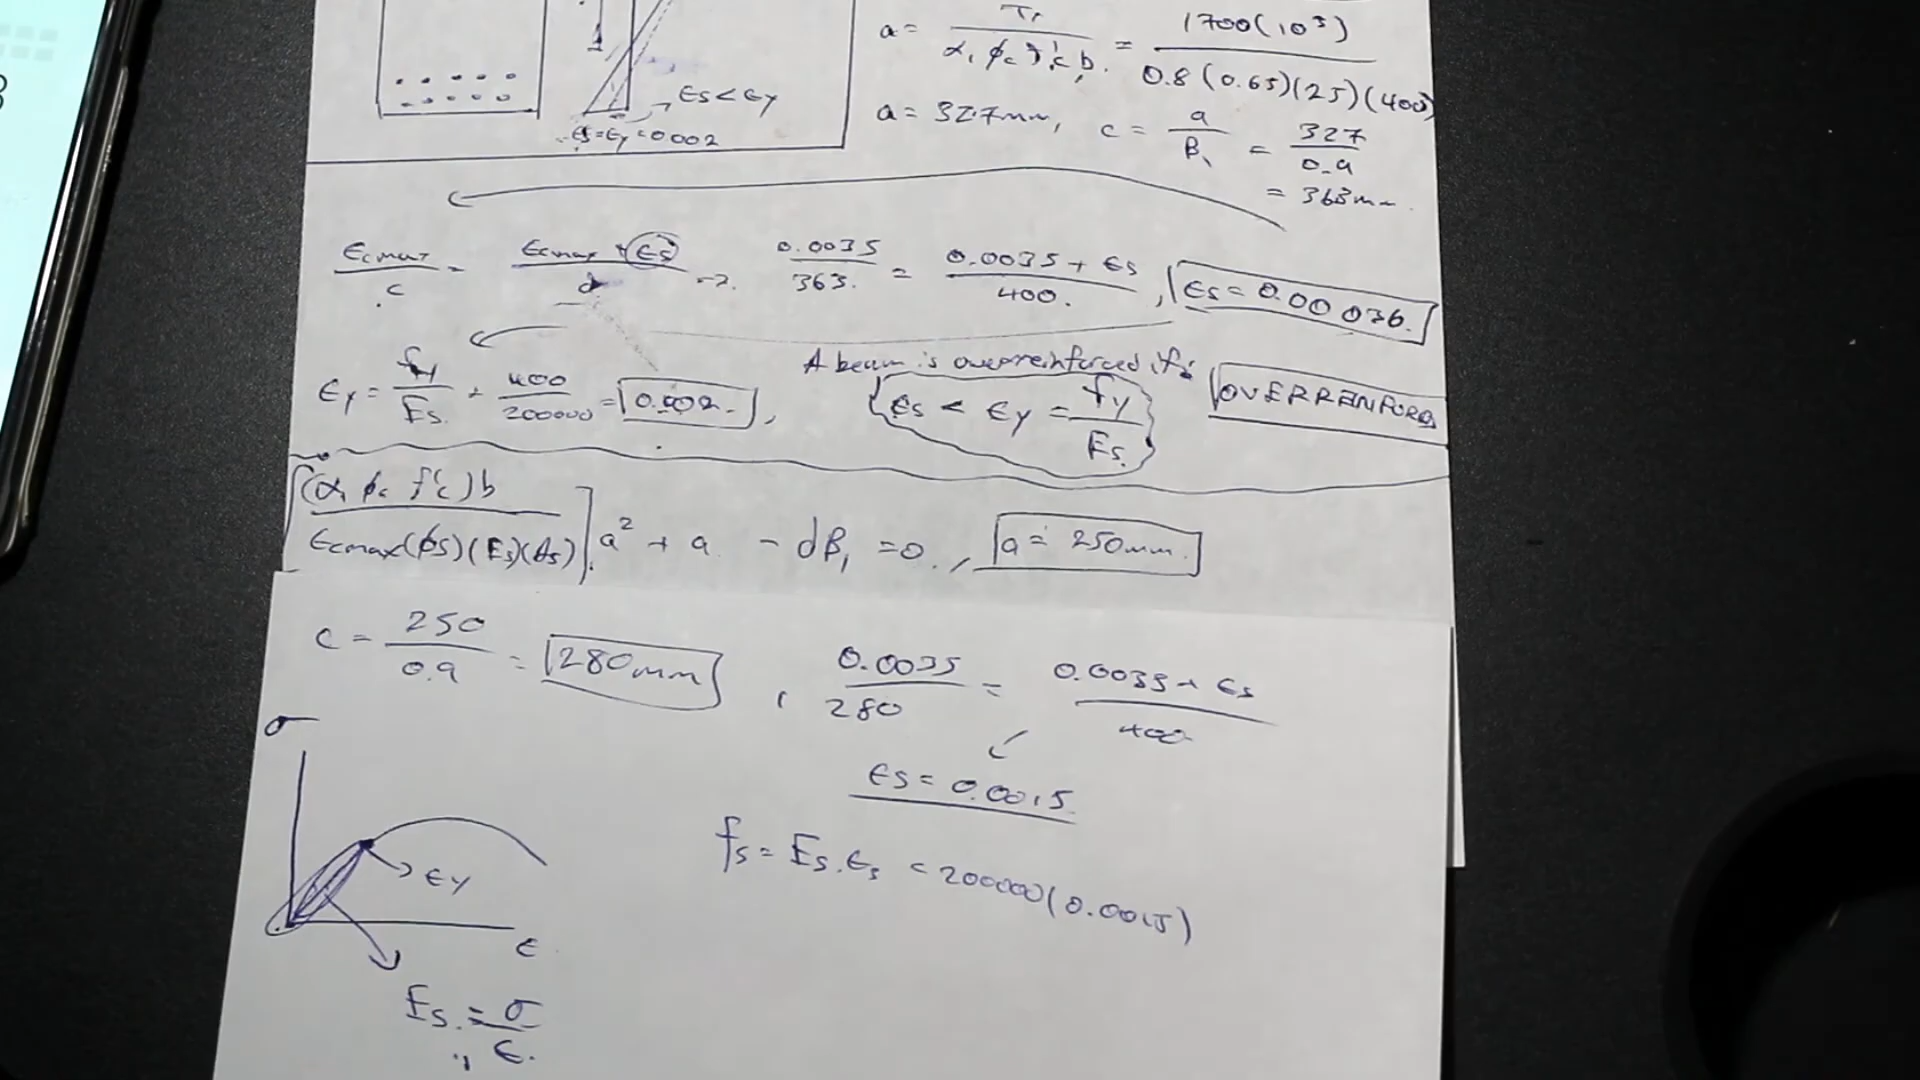 a = Tr / α₁ ϕc f'c b. = 1700(10³) / 0.8(0.65)(25)(400)
εs<εy
εs=εy=0.002
a = 327mm, c = a / β₁ = 327 / 0.9
= 363mm.
εcmax / c = εcmax + εs / d → 0.0035 / 363. = 0.0035 + εs / 400. , εs = 0.00036.
A beam is overreinforced if:
εy = fy / Es. = 400 / 200000 = 0.002. , εs < εy = fy / Es. OVERREINFORCED
[(α₁ ϕc f'c)b / εcmax(ϕs)(Es)(As)] a² + a - dβ₁ = 0. , a = 250mm.
c = 250 / 0.9 = 280mm , 0.0035 / 280 = 0.0035 + εs / 400
σ
εs = 0.0015.
fs = Es.εs = 200000(0.0015)
εy
ε
Es. = σ / ε.